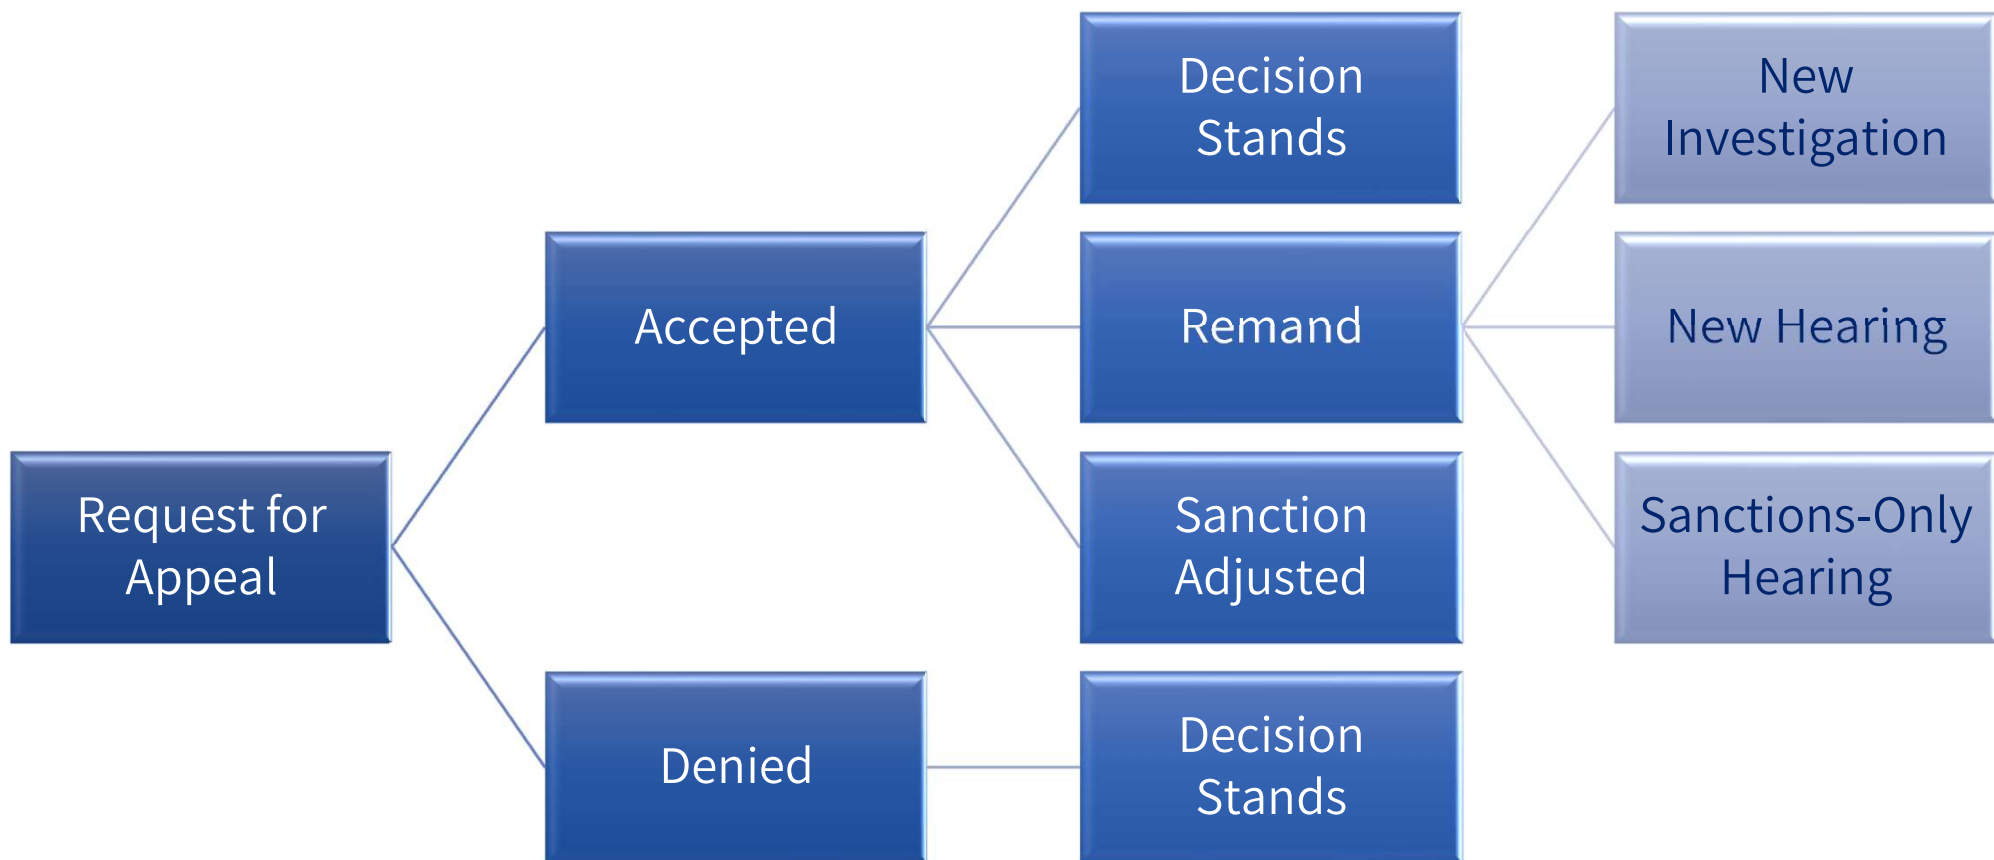 Request for
Appeal
Accepted
Denied
Decision
Stands
Remand
Sanction
Adjusted
Decision
Stands
New
Investigation
New Hearing
Sanctions-Only
Hearing